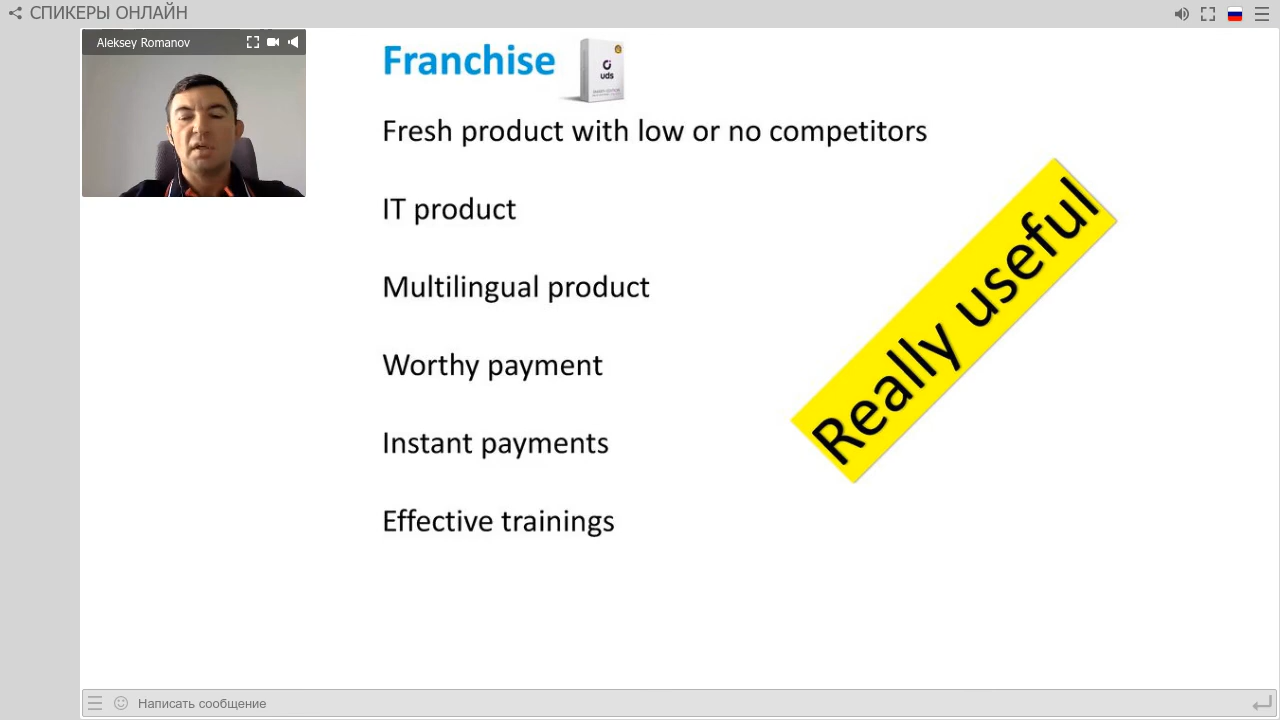 СПИКЕРЫ ОНЛАЙН
Aleksey Romanov
Franchise
uds
Fresh product with low or no competitors
IT product
Multilingual product
Worthy payment
Instant payments
Effective trainings
Really useful
Написать сообщение